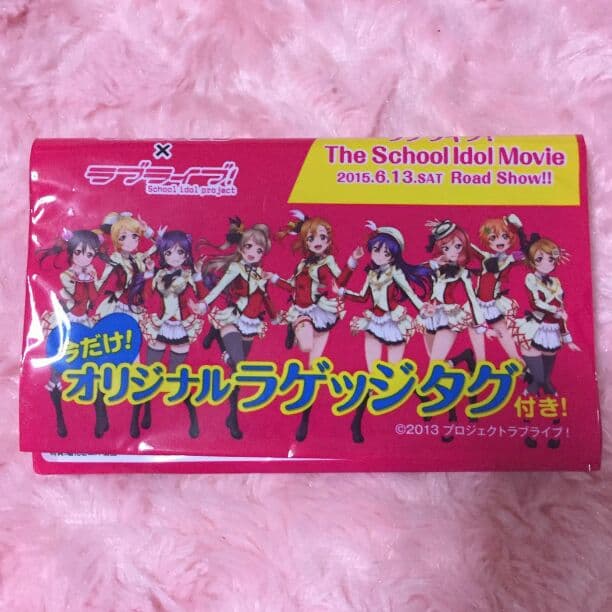 ×
ラブライブ!
School idol project
The School Idol Movie
2015.6.13.SAT Road Show!!
今だけ!
オリジナルラゲッジタグ付き!
©2013 プロジェクトラブライブ!